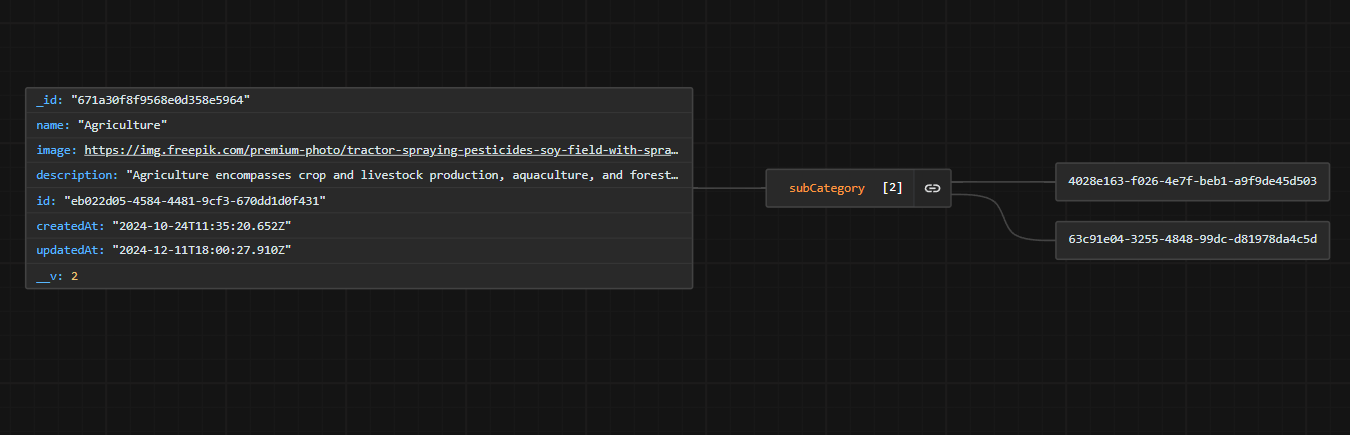 _id: "671a30f8f9568e0d358e5964"
name: "Agriculture"
image: https://img.freepik.com/premium-photo/tractor-spraying-pesticides-soy-field-with-spra…
description: "Agriculture encompasses crop and livestock production, aquaculture, and forest…
id: "eb022d05-4584-4481-9cf3-670dd1d0f431"
createdAt: "2024-10-24T11:35:20.652Z"
updatedAt: "2024-12-11T18:00:27.910Z"
__v: 2
subCategory [2]
4028e163-f026-4e7f-beb1-a9f9de45d503
63c91e04-3255-4848-99dc-d81978da4c5d